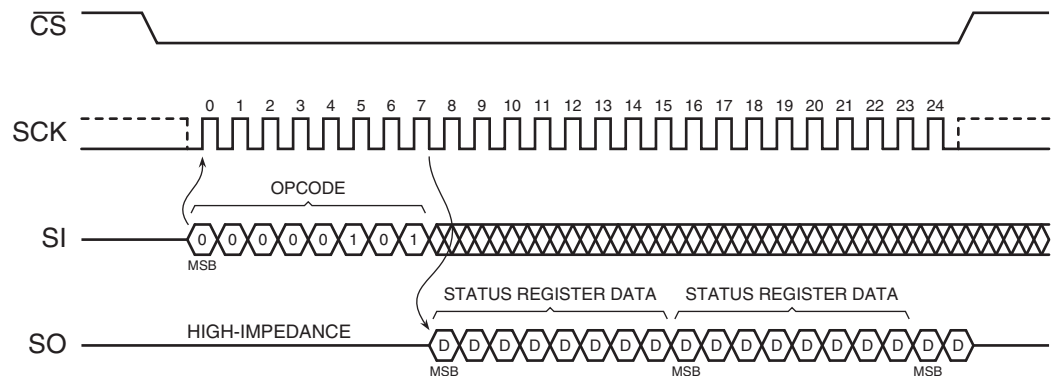 CS
0 1 2 3 4 5 6 7 8 9 10 11 12 13 14 15 16 17 18 19 20 21 22 23 24
SCK
OPCODE
SI 0 0 0 0 0 1 0 1
MSB
STATUS REGISTER DATA STATUS REGISTER DATA
HIGH-IMPEDANCE
SO D D D D D D D D D D D D D D D D D D
MSB MSB MSB